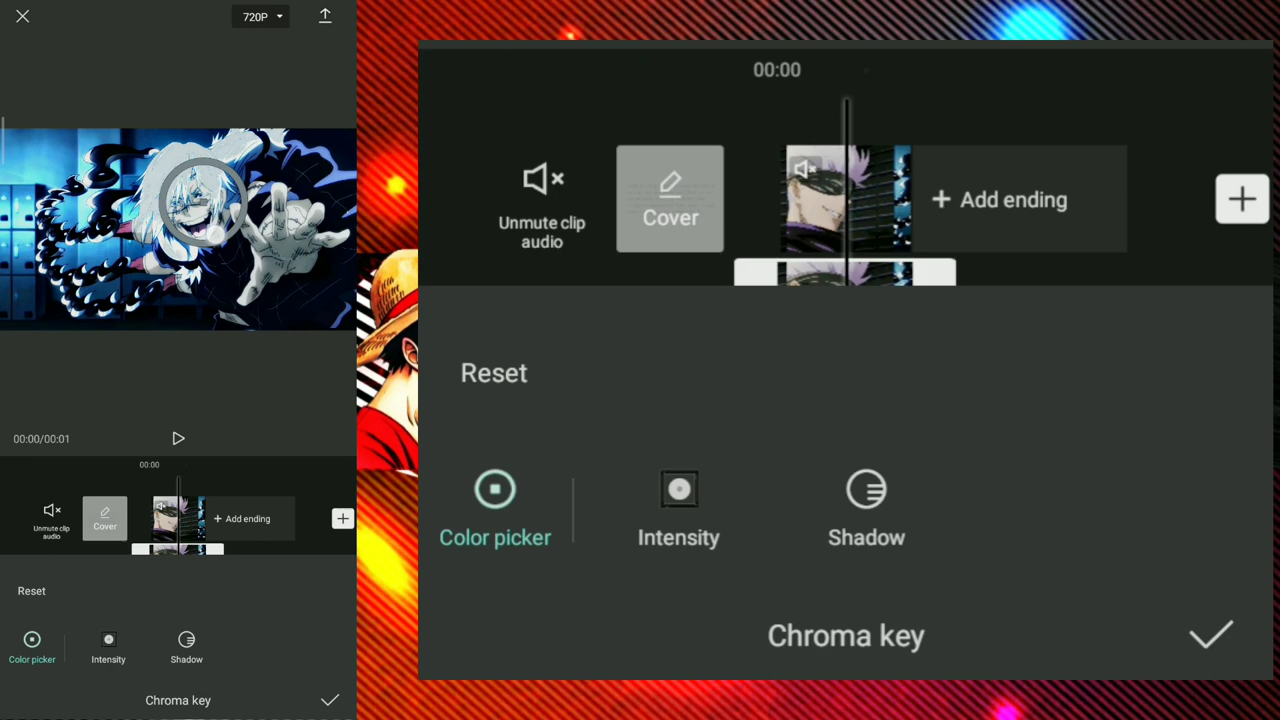 720P
00:00/00:01
00:00
Unmute clip
audio
Cover
+ Add ending
Reset
Color picker
Intensity
Shadow
Chroma key
00:00
Unmute clip
audio
Cover
+ Add ending
Reset
Color picker
Intensity
Shadow
Chroma key